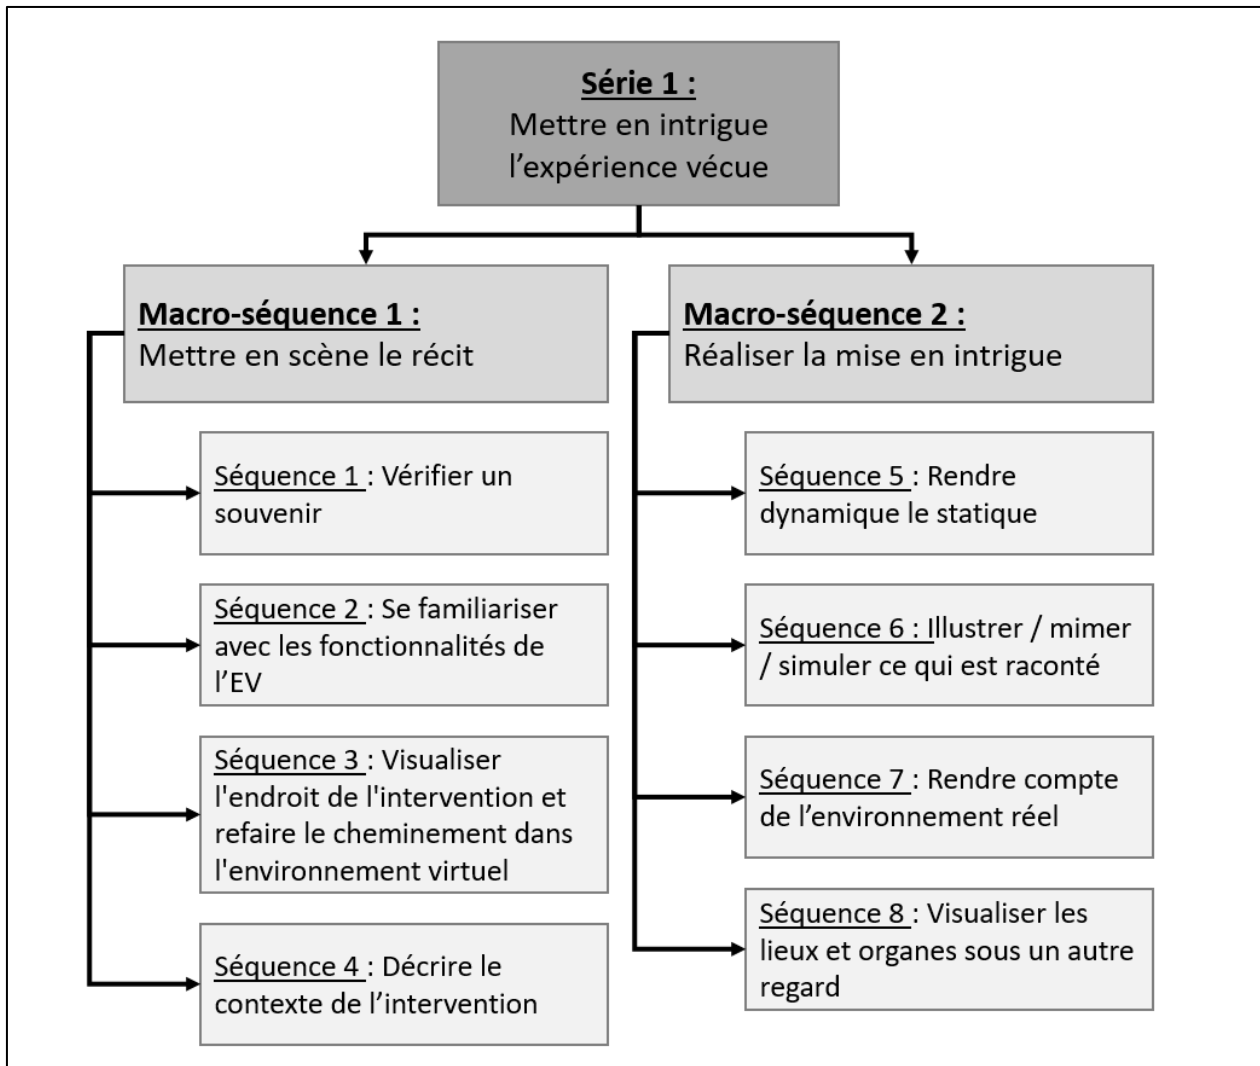 Série 1 :
Mettre en intrigue
l’expérience vécue
Macro-séquence 1 :
Mettre en scène le récit
Séquence 1 : Vérifier un
souvenir
Séquence 2 : Se familiariser
avec les fonctionnalités de
l’EV
Séquence 3 : Visualiser
l'endroit de l'intervention et
refaire le cheminement dans
l'environnement virtuel
Séquence 4 : Décrire le
contexte de l’intervention
Macro-séquence 2 :
Réaliser la mise en intrigue
Séquence 5 : Rendre
dynamique le statique
Séquence 6 : Illustrer / mimer
/ simuler ce qui est raconté
Séquence 7 : Rendre compte
de l’environnement réel
Séquence 8 : Visualiser les
lieux et organes sous un autre
regard